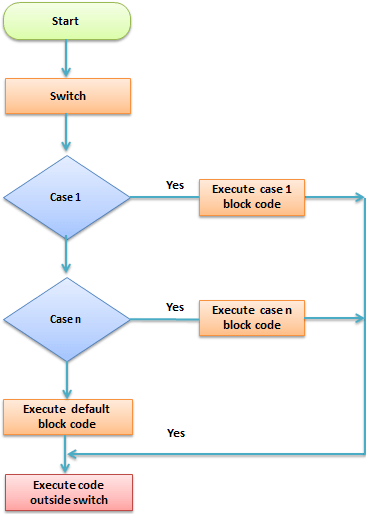 Start
Switch
Case 1
Yes
Execute case 1
block code
Case n
Yes
Execute case n
block code
Execute default
block code
Yes
Execute code
outside switch